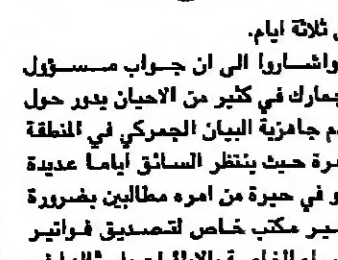 ثلاثة ايام.
واشاروا الى ان جواب مسؤول
جمارك في كثير من الاحيان يدور حول
جاهزية البيان الجمركي في المنطقة
حيث ينتظر السائق أياما عديدة
و في حيرة من امره مطالبين بضرورة
مكتب خاص لتصديق فواتير